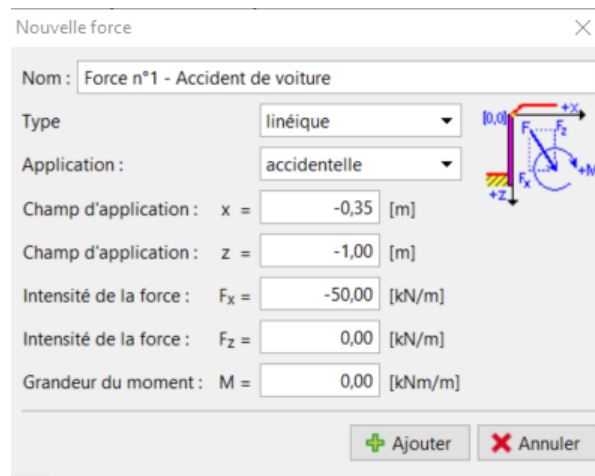 Nouvelle force
Nom : Force n°1 - Accident de voiture
Type linéique
Application : accidentelle
Champ d'application : x = -0,35 [m]
Champ d'application : z = -1,00 [m]
Intensité de la force : Fx = -50,00 [kN/m]
Intensité de la force : Fz = 0,00 [kN/m]
Grandeur du moment : M = 0,00 [kNm/m]
[0,0] +X
F Fz
Fx +M
+Z
Ajouter Annuler